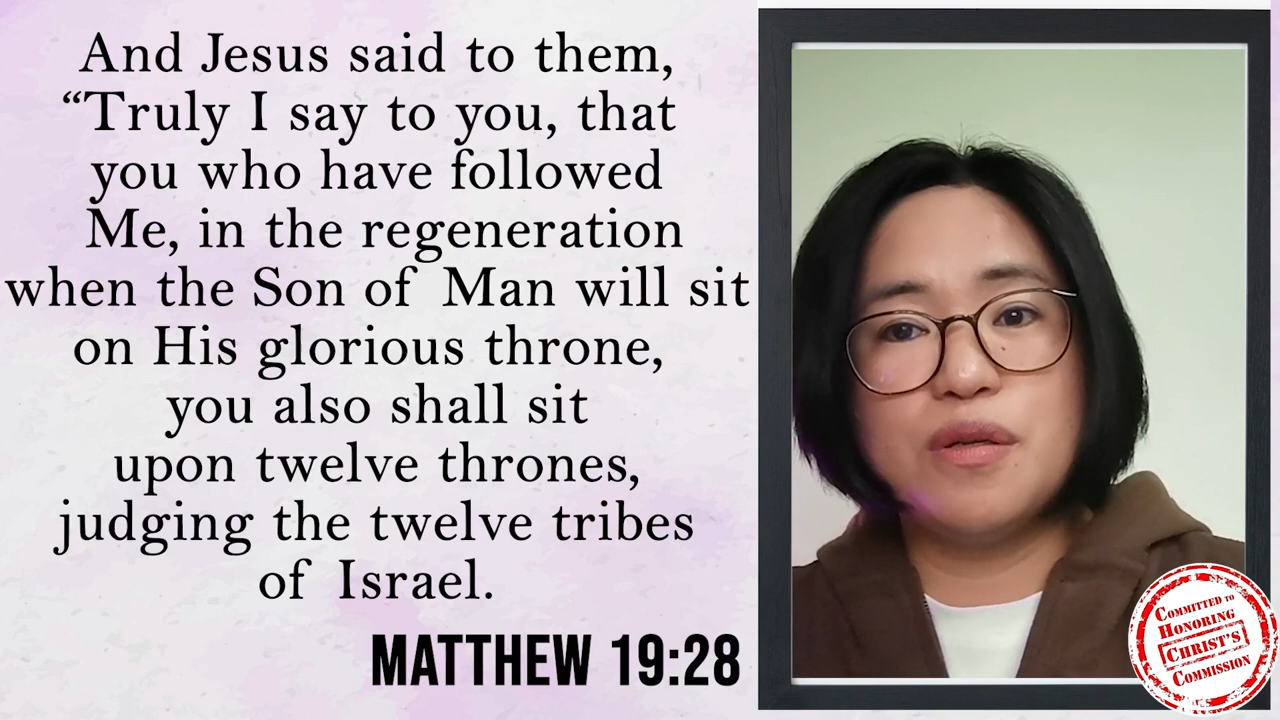 And Jesus said to them,
“Truly I say to you, that
you who have followed
Me, in the regeneration
when the Son of Man will sit
on His glorious throne,
you also shall sit
upon twelve thrones,
judging the twelve tribes
of Israel.
MATTHEW 19:28
COMMITTED TO
HONORING
CHRIST'S
COMMISSION